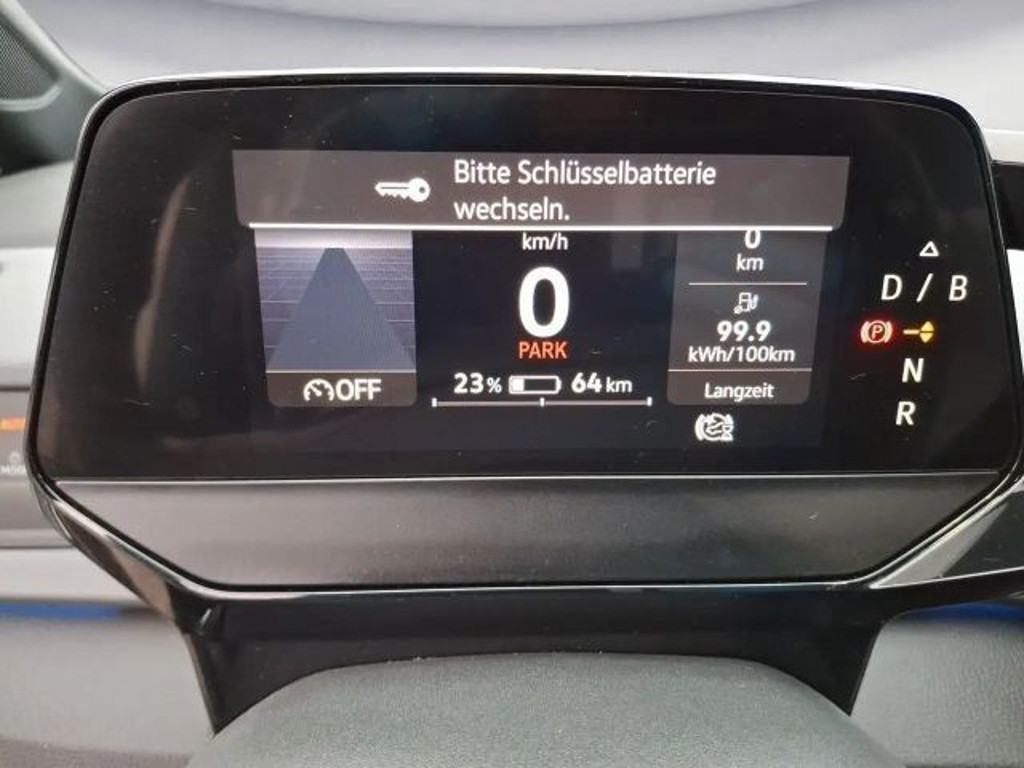 Bitte Schlüsselbatterie
wechseln.
km/h
0
PARK
23% 64 km
OFF
0
km
99.9
kWh/100km
Langzeit
D / B
P
N
R